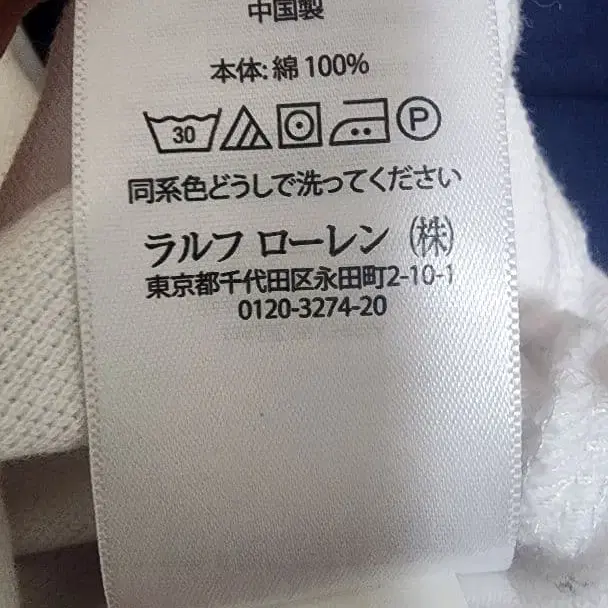 中国製
本体: 綿 100%
30 P
同系色どうしで洗ってください
ラルフ ローレン (株)
東京都千代田区永田町2-10-1
0120-3274-20